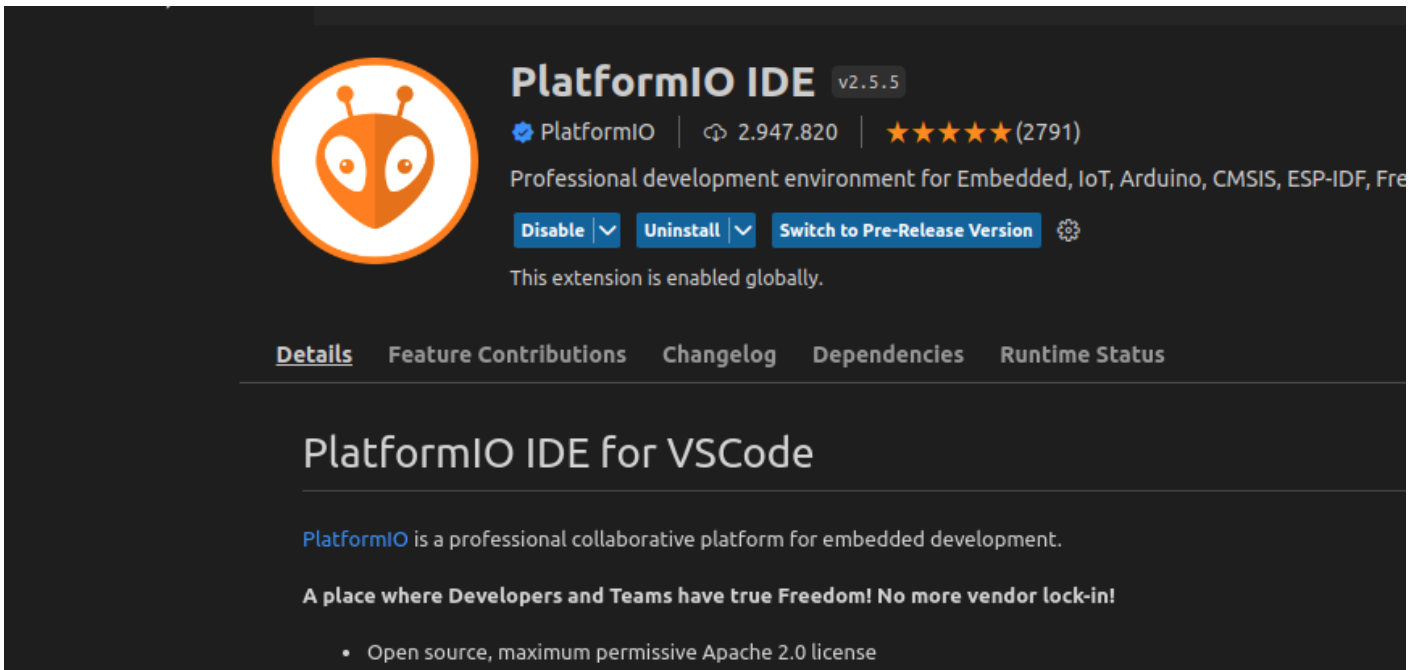 PlatformIO IDE v2.5.5
PlatformIO 2.947.820 (2791)
Professional development environment for Embedded, IoT, Arduino, CMSIS, ESP-IDF,
Disable Uninstall Switch to Pre-Release Version
This extension is enabled globally.
Details Feature Contributions Changelog Dependencies Runtime Status
PlatformIO IDE for VSCode
PlatformIO is a professional collaborative platform for embedded development.
A place where Developers and Teams have true Freedom! No more vendor lock-in!
• Open source, maximum permissive Apache 2.0 license